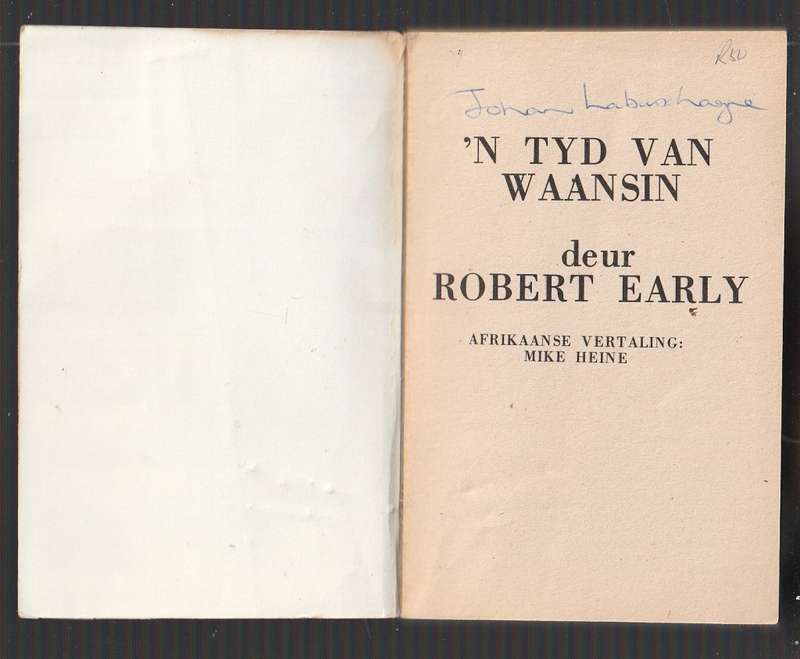 R50
Johan Labuschagne
'N TYD VAN
WAANSIN
deur
ROBERT EARLY
AFRIKAANSE VERTALING:
MIKE HEINE